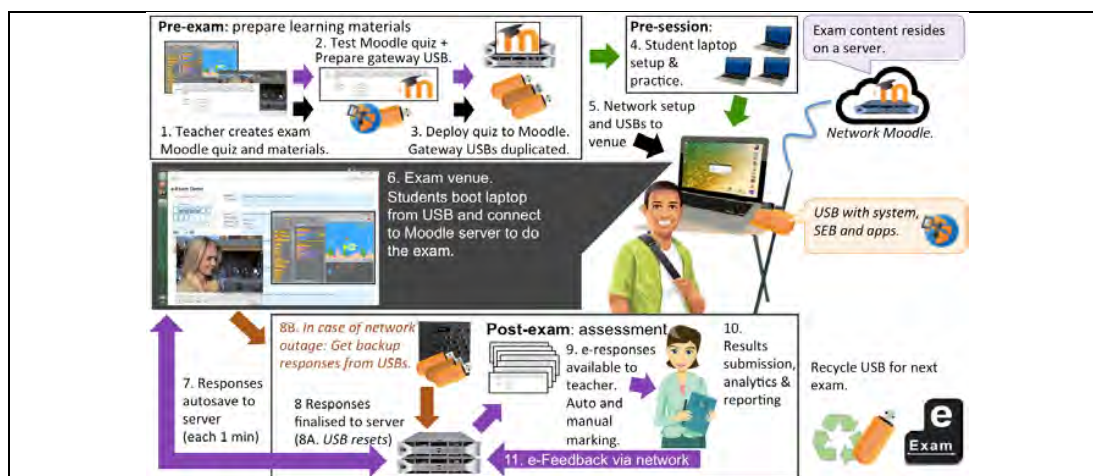 Pre-exam: prepare learning materials
2. Test Moodle quiz +
Prepare gateway USB.
1. Teacher creates exam
Moodle quiz and materials.
3. Deploy quiz to Moodle.
Gateway USBs duplicated.
Pre-session:
4. Student laptop
setup &
practice.
Exam content resides
on a server.
Network Moodle.
5. Network setup
and USBs to
venue
6. Exam venue.
Students boot laptop
from USB and connect
to Moodle server to do
the exam.
USB with system,
SEB and apps.
7. Responses
autosave to
server
(each 1 min)
8B. In case of network
outage: Get backup
responses from USBs.
8 Responses
finalised to server
(8A. USB resets)
Post-exam: assessment
9. e-responses
available to
teacher.
Auto and
manual
marking.
10.
Results
submission,
analytics &
reporting
11. e-Feedback via network
Recycle USB for next
exam.
e
Exam